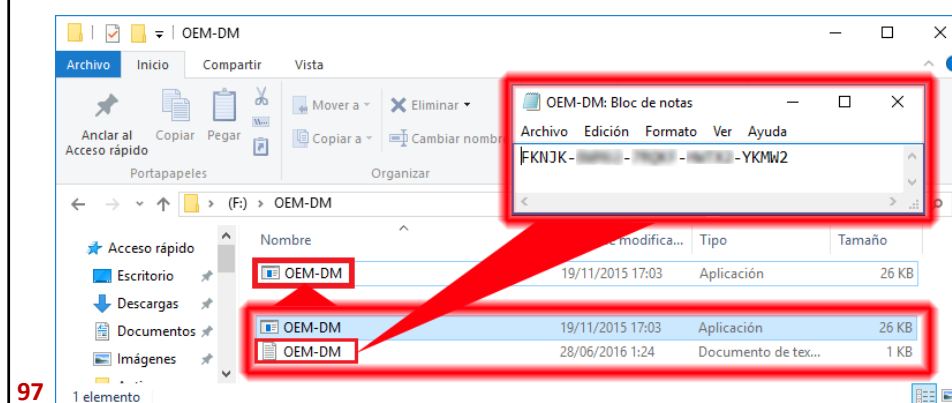 OEM-DM
Archivo Inicio Compartir Vista
Mover a Eliminar
Anclar al Acceso rápido Copiar Pegar Copiar a Cambiar nombre
Portapapeles Organizar
OEM-DM: Bloc de notas
Archivo Edición Formato Ver Ayuda
FKNJK- - - -YKMW2
(F:) > OEM-DM
Nombre modifica... Tipo Tamaño
Acceso rápido
Escritorio
Descargas
Documentos
Imágenes
OEM-DM 19/11/2015 17:03 Aplicación 26 KB
OEM-DM 19/11/2015 17:03 Aplicación 26 KB
OEM-DM 28/06/2016 1:24 Documento de tex... 1 KB
97
1 elemento